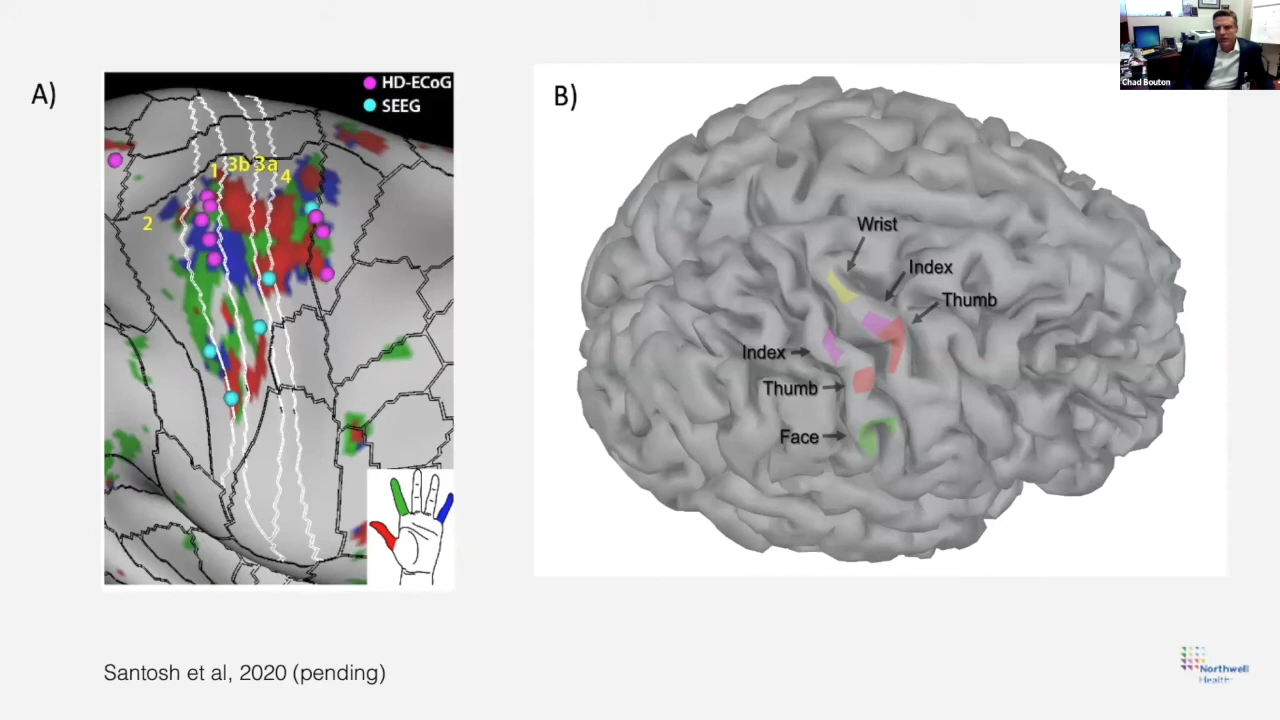 A)
HD-ECoG
SEEG
1 3b 3a 4
2
B)
Wrist
Index
Thumb
Index
Thumb
Face
Chad Bouton
Santosh et al, 2020 (pending)
Northwell
Health